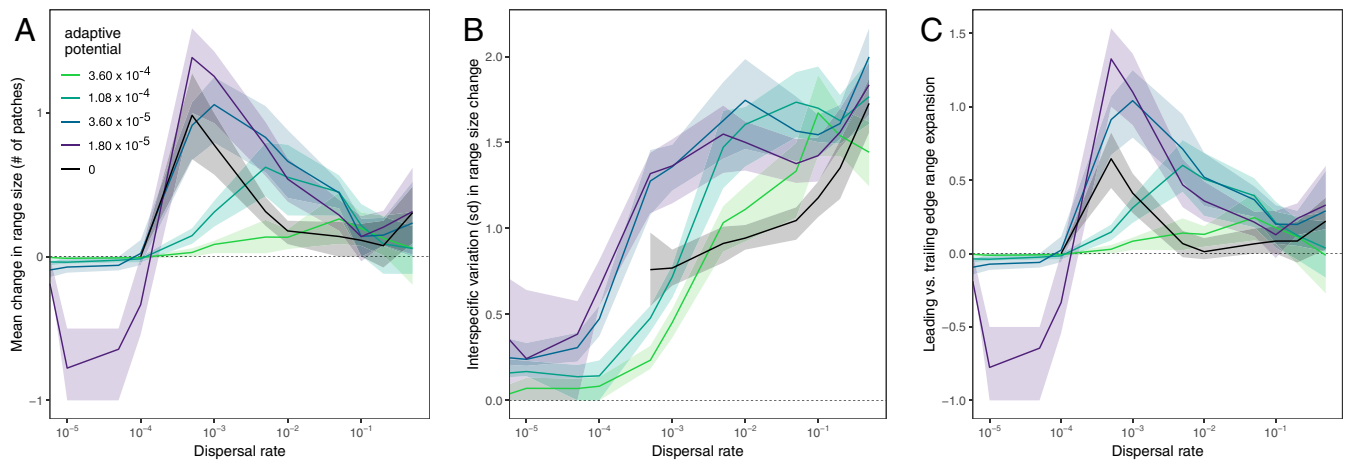 A
adaptive
potential
3.60 x 10⁻⁴
1.08 x 10⁻⁴
3.60 x 10⁻⁵
1.80 x 10⁻⁵
0
Mean change in range size (# of patches)
1
0
−1
10⁻⁵ 10⁻⁴ 10⁻³ 10⁻² 10⁻¹
Dispersal rate
B
Interspecific variation (sd) in range size change
2.0
1.5
1.0
0.5
0.0
10⁻⁵ 10⁻⁴ 10⁻³ 10⁻² 10⁻¹
Dispersal rate
C
Leading vs. trailing edge range expansion
1.5
1.0
0.5
0.0
−0.5
−1.0
10⁻⁵ 10⁻⁴ 10⁻³ 10⁻² 10⁻¹
Dispersal rate